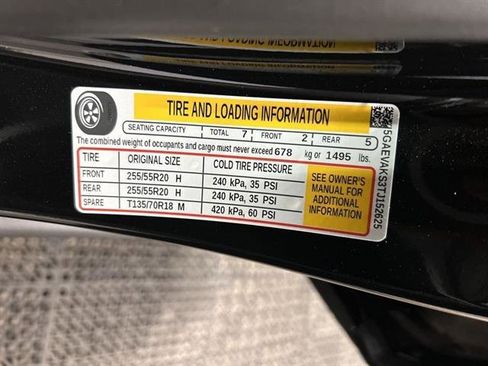 TIRE AND LOADING INFORMATION
SEATING CAPACITY TOTAL 7 FRONT 2 REAR 5
The combined weight of occupants and cargo must never exceed 678 kg or 1495 lbs.
TIRE ORIGINAL SIZE COLD TIRE PRESSURE
FRONT 255/55R20 H 240 kPa, 35 PSI
REAR 255/55R20 H 240 kPa, 35 PSI
SPARE T135/70R18 M 420 kPa, 60 PSI
SEE OWNER'S
MANUAL FOR
ADDITIONAL
INFORMATION
5GAEVAKS3TJ152625